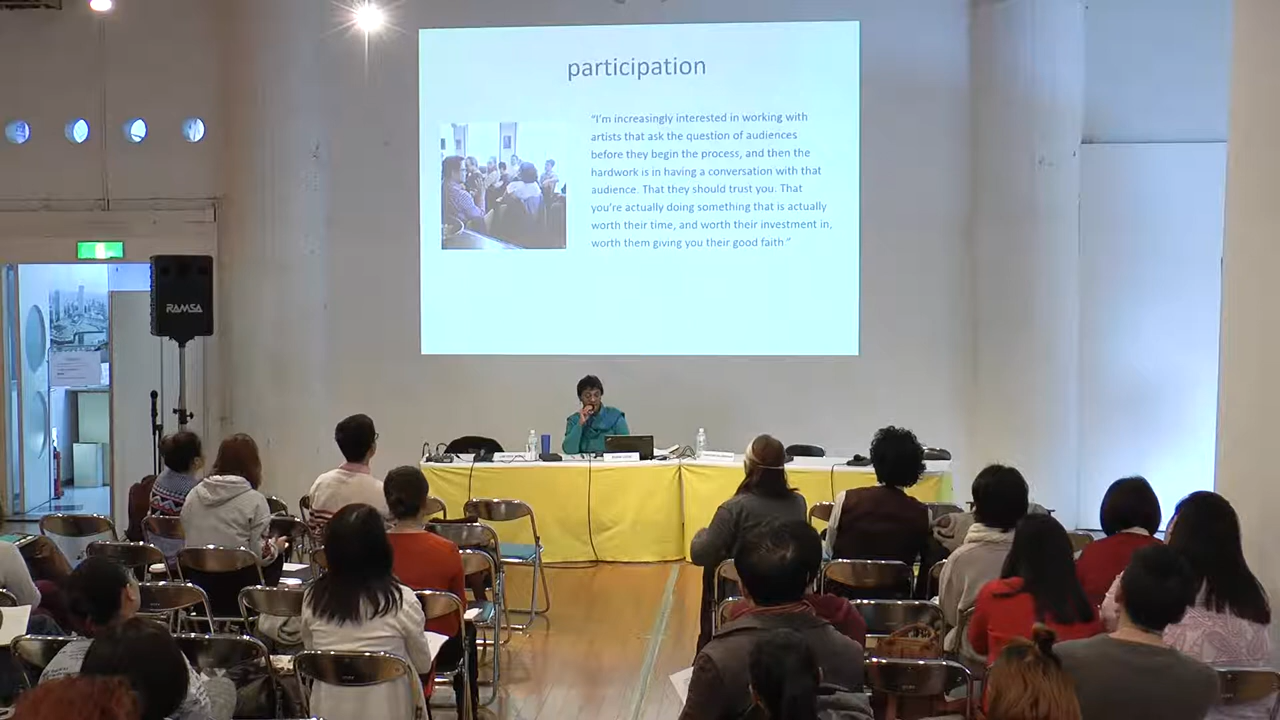 participation
"I'm increasingly interested in working with
artists that ask the question of audiences
before they begin the process, and then the
hardwork is in having a conversation with that
audience. That they should trust you. That
you're actually doing something that is actually
worth their time, and worth their investment in,
worth them giving you their good faith."
RAMSA